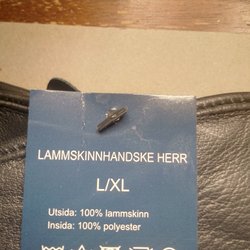 LAMMSKINNHANDSKE HERR
L/XL
Utsida: 100% lammskinn
Insida: 100% polyester